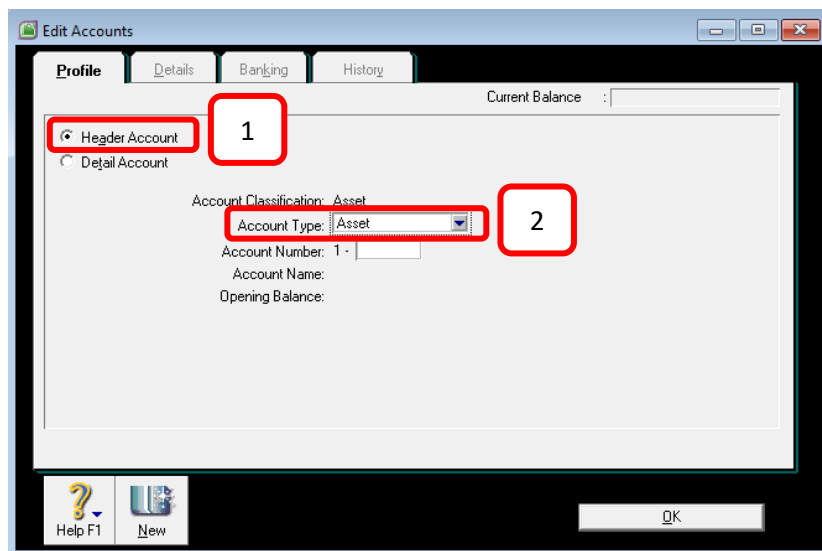 Edit Accounts
Profile Details Banking History
Current Balance :
Header Account
1
Detail Account
Account Classification: Asset
Account Type: Asset
2
Account Number: 1 -
Account Name:
Opening Balance:
Help F1 New OK